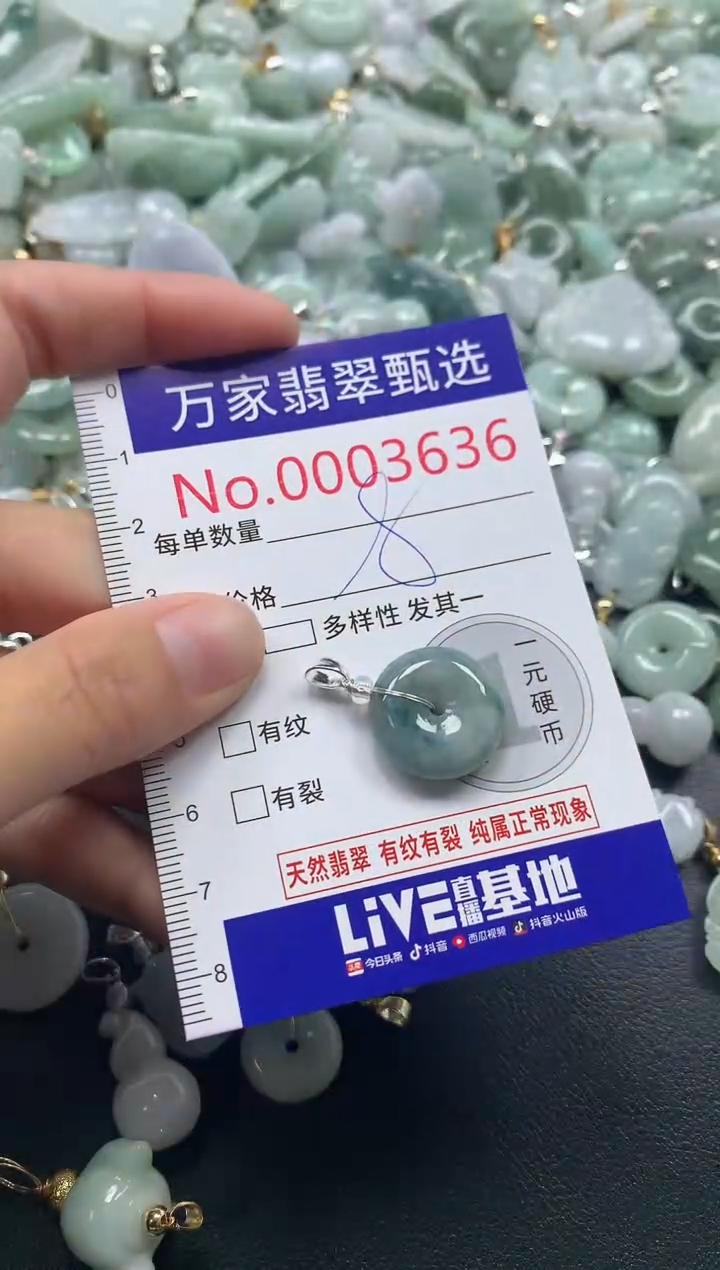 万家翡翠甄选
No.0003636
每单数量
8
价格
多样性 发其一
一元硬币
有纹
有裂
天然翡翠 有纹有裂 纯属正常现象
LiVE直播基地
今日头条 抖音 西瓜视频 抖音火山版
0
1
2
3
5
6
7
8